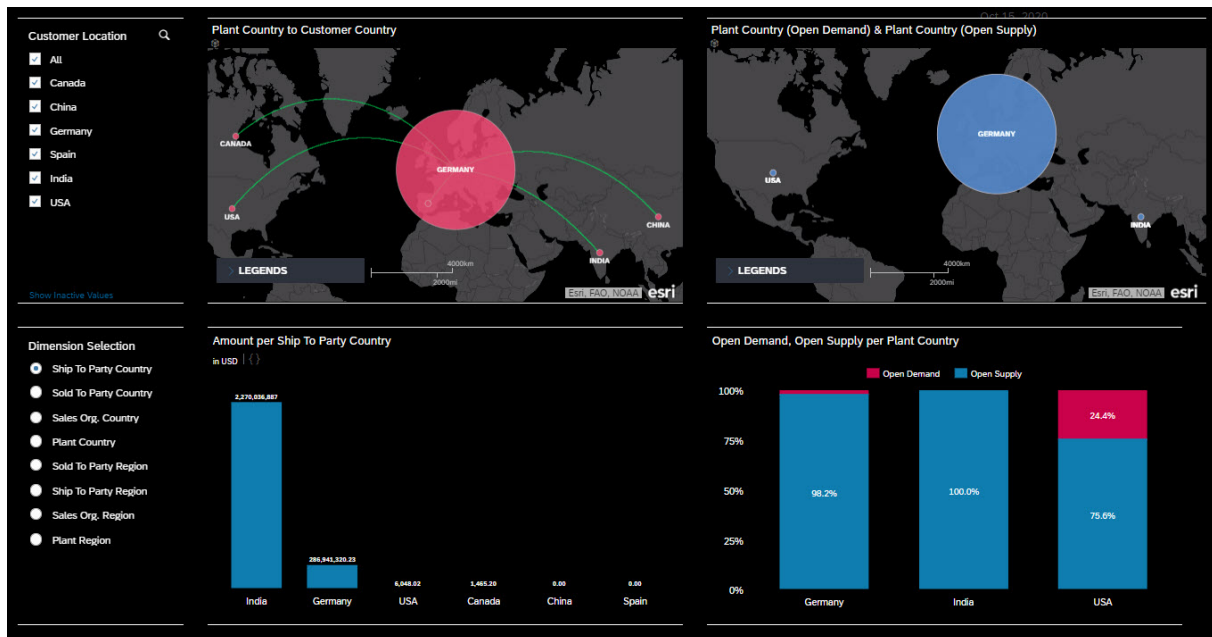 Oct 15, 2020
Customer Location
All
Canada
China
Germany
Spain
India
USA
Show Inactive Values
Plant Country to Customer Country
CANADA
GERMANY
USA
CHINA
INDIA
LEGENDS
4000km
2000mi
Esri, FAO, NOAA
esri
Plant Country (Open Demand) & Plant Country (Open Supply)
GERMANY
USA
INDIA
LEGENDS
4000km
2000mi
Esri, FAO, NOAA
esri
Dimension Selection
Ship To Party Country
Sold To Party Country
Sales Org. Country
Plant Country
Sold To Party Region
Ship To Party Region
Sales Org. Region
Plant Region
Amount per Ship To Party Country
in USD
2,270,036,887
286,941,320.23
6,048.02
1,465.20
0.00
0.00
India
Germany
USA
Canada
China
Spain
Open Demand, Open Supply per Plant Country
Open Demand
Open Supply
100%
75%
50%
25%
0%
98.2%
100.0%
24.4%
75.6%
Germany
India
USA